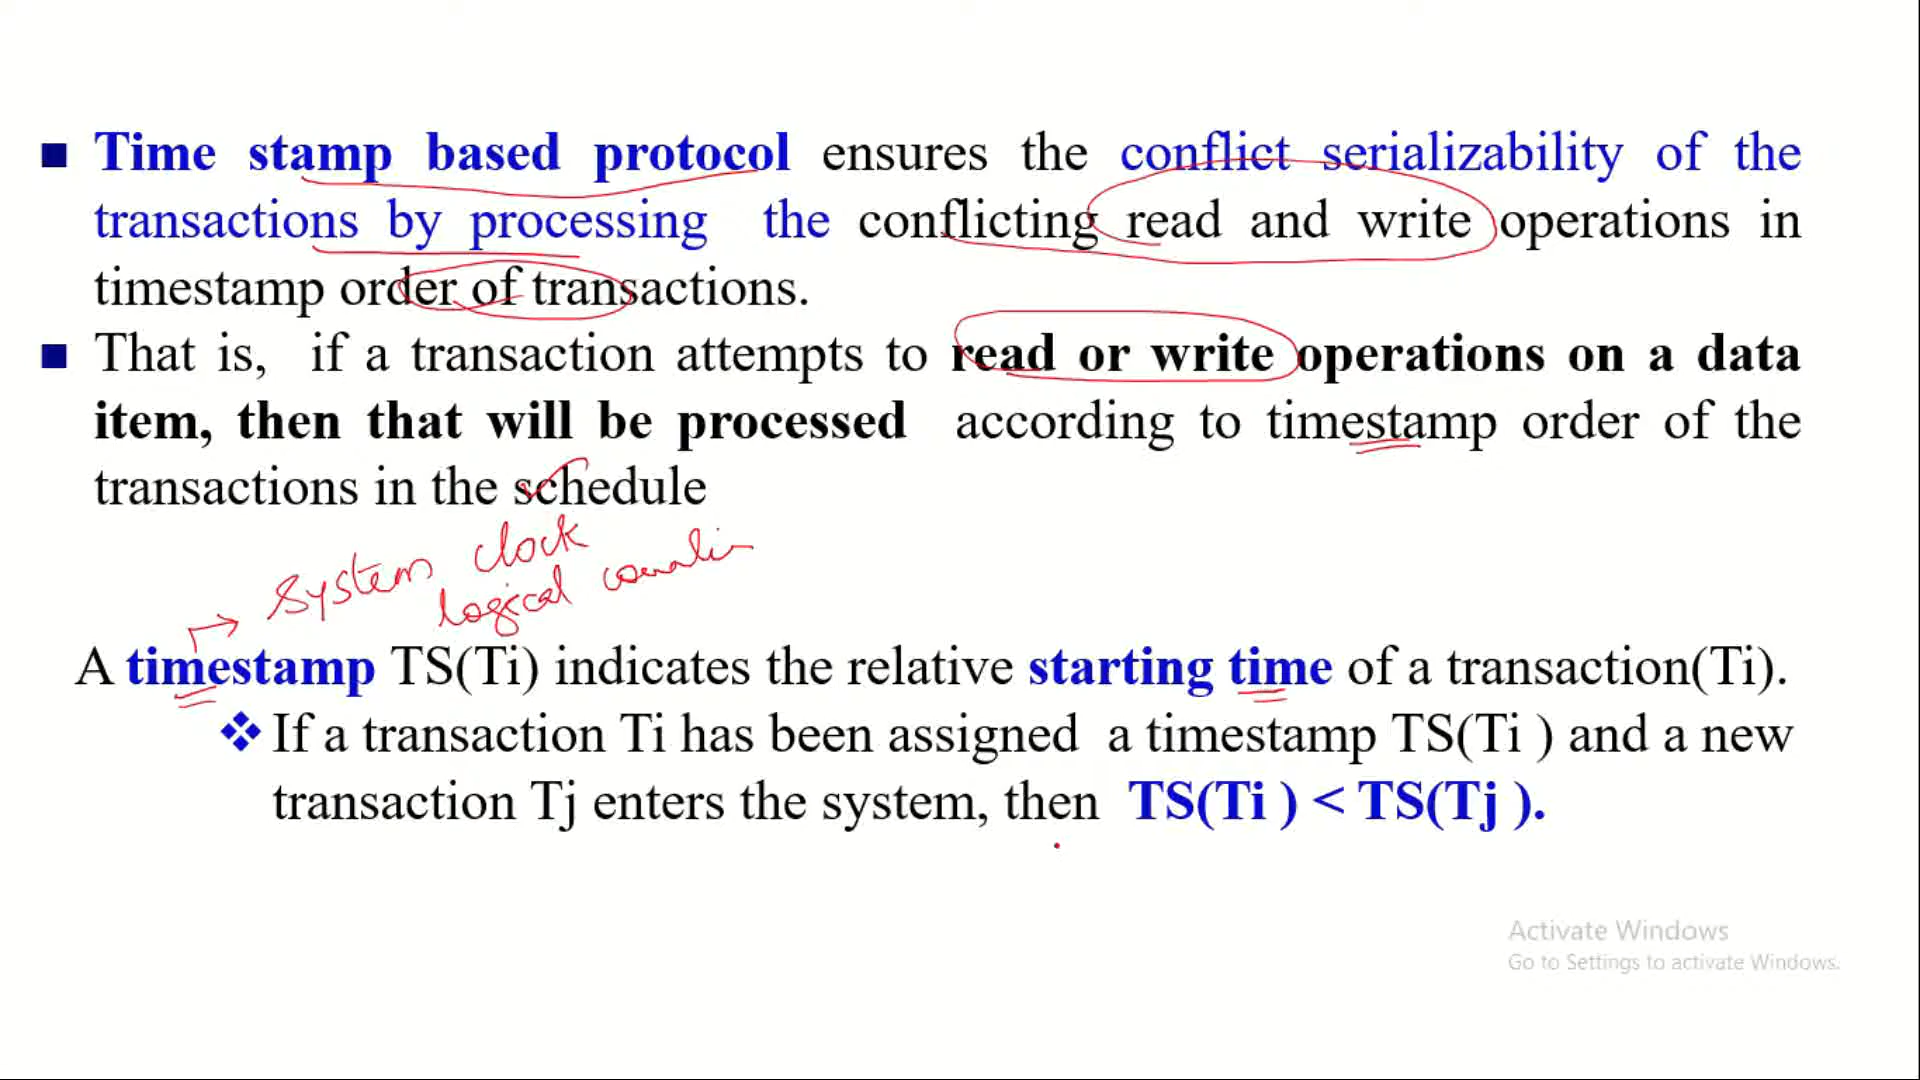 Time stamp based protocol ensures the conflict serializability of the
transactions by processing the conflicting read and write operations in
timestamp order of transactions.
That is, if a transaction attempts to read or write operations on a data
item, then that will be processed according to timestamp order of the
transactions in the schedule
system clock
logical
A timestamp TS(Ti) indicates the relative starting time of a transaction(Ti).
If a transaction Ti has been assigned a timestamp TS(Ti ) and a new
transaction Tj enters the system, then TS(Ti ) < TS(Tj ).
Activate Windows
Go to Settings to activate Windows.